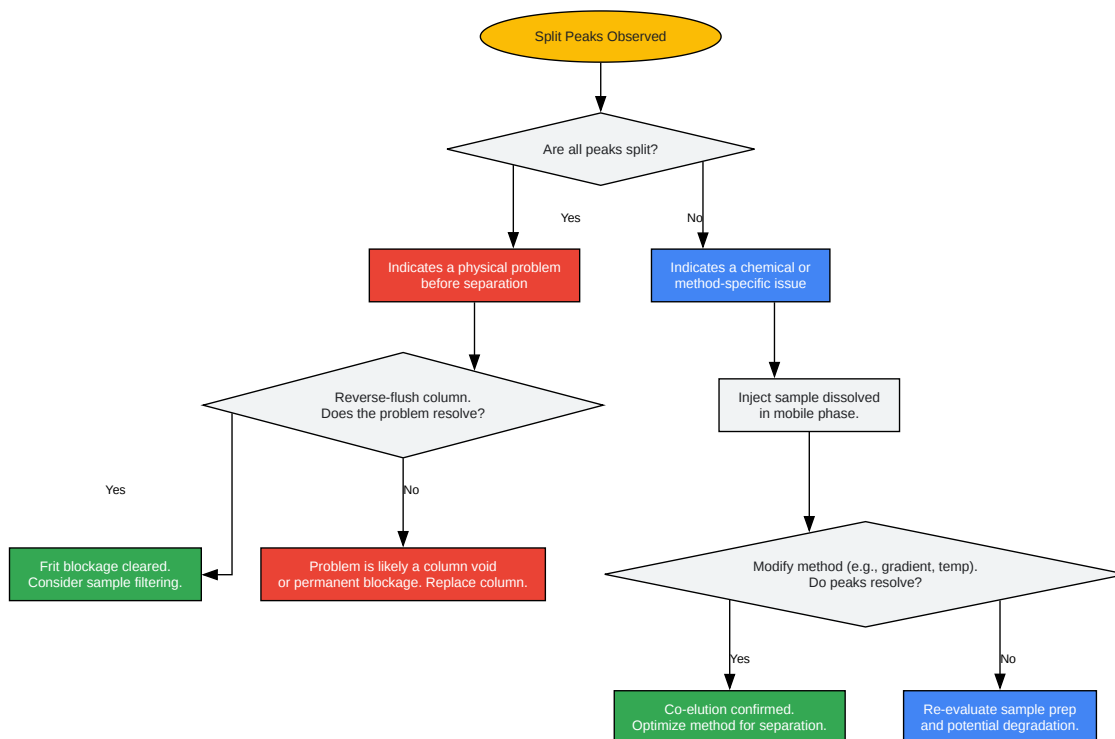 Split Peaks Observed
Are all peaks split?
Yes
No
Indicates a physical problem
before separation
Indicates a chemical or
method-specific issue
Reverse-flush column.
Does the problem resolve?
Inject sample dissolved
in mobile phase.
Yes
No
Frit blockage cleared.
Consider sample filtering.
Problem is likely a column void
or permanent blockage. Replace column.
Modify method (e.g., gradient, temp).
Do peaks resolve?
Yes
No
Co-elution confirmed.
Optimize method for separation.
Re-evaluate sample prep
and potential degradation.